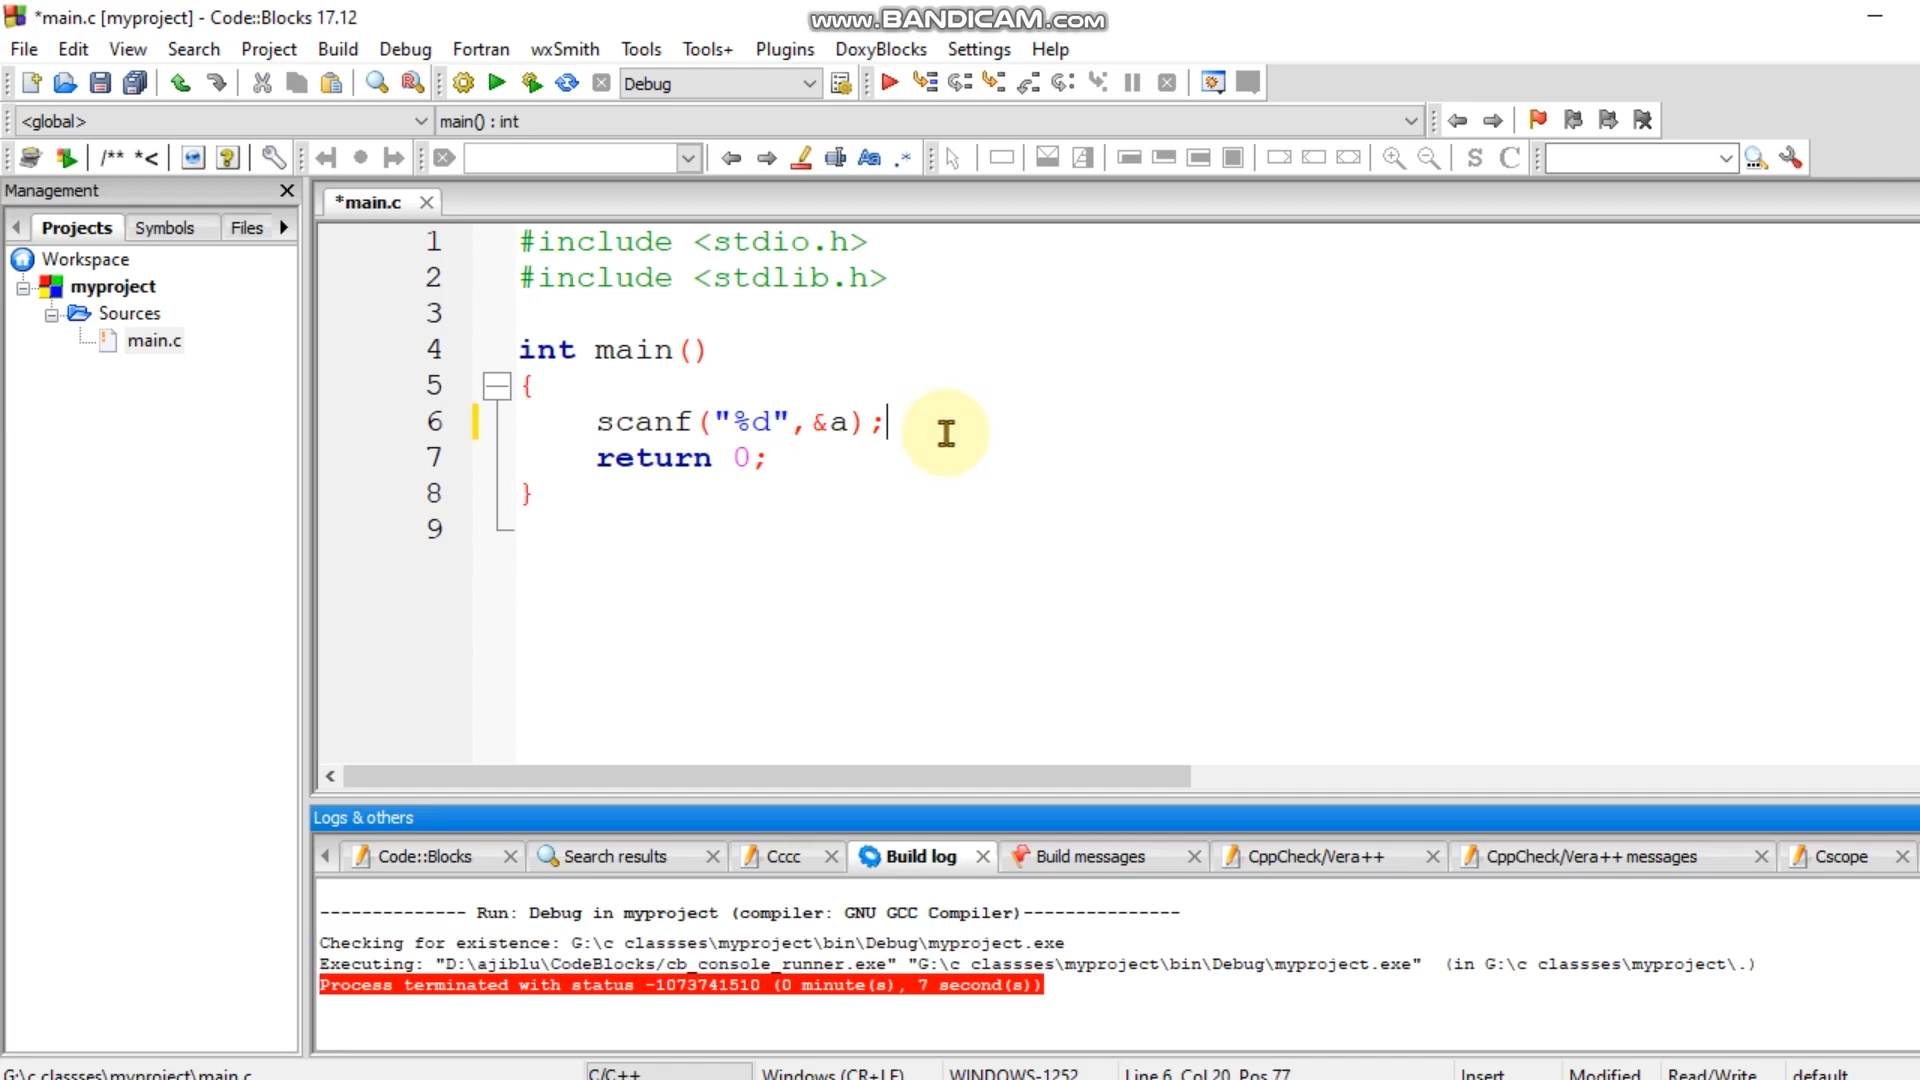 *main.c [myproject] - Code::Blocks 17.12
www.BANDICAM.com
File Edit View Search Project Build Debug Fortran wxSmith Tools Tools+ Plugins DoxyBlocks Settings Help
Debug
<global> main() : int
/** *<
Aa .* S C
Management
*main.c
Projects Symbols Files
Workspace
myproject
Sources
main.c
1 #include <stdio.h>
2 #include <stdlib.h>
3
4 int main()
5 {
6 scanf("%d",&a);
7 return 0;
8 }
9
Logs & others
Code::Blocks Search results Cccc Build log Build messages CppCheck/Vera++ CppCheck/Vera++ messages Cscope
-------------- Run: Debug in myproject (compiler: GNU GCC Compiler)---------------
Checking for existence: G:\c classses\myproject\bin\Debug\myproject.exe
Executing: "D:\ajiblu\CodeBlocks/cb_console_runner.exe" "G:\c classses\myproject\bin\Debug\myproject.exe" (in G:\c classses\myproject\.)
Process terminated with status -1073741510 (0 minute(s), 7 second(s))
G:\c classses\myproject\main.c C/C++ Windows (CR+LF) WINDOWS-1252 Line 6, Col 20, Pos 77 Insert Modified Read/Write default